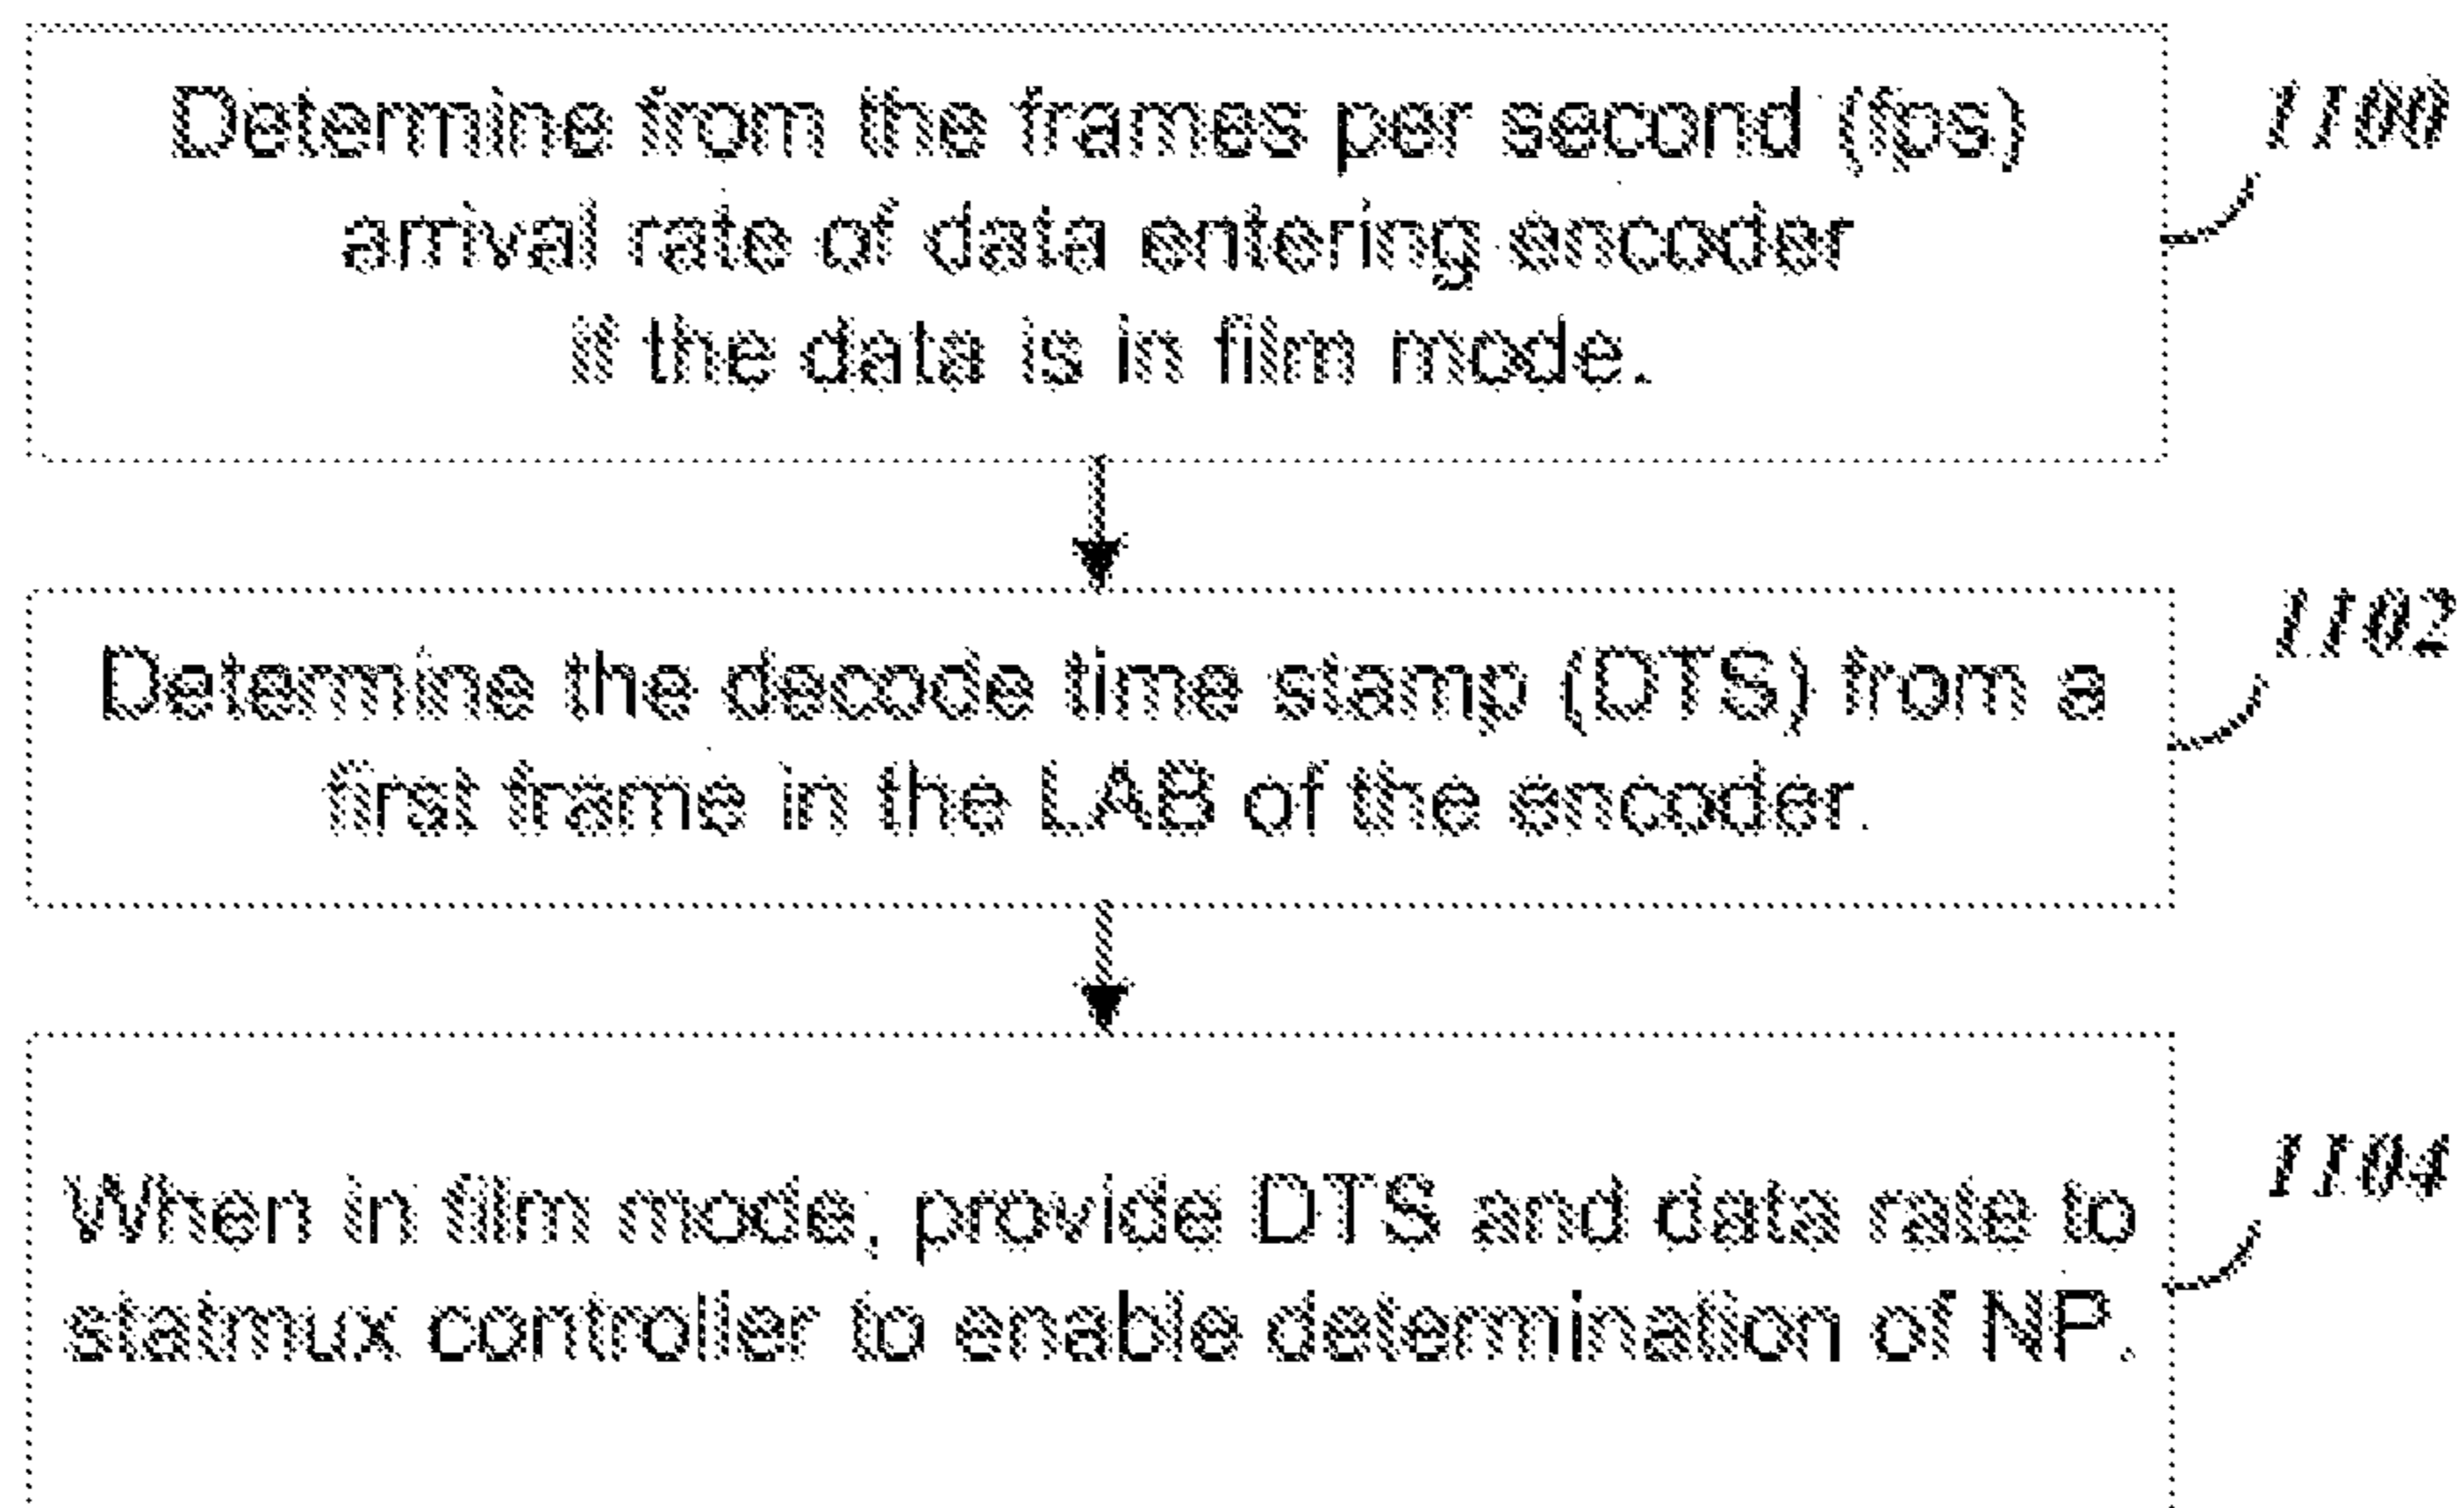 Determine from the frames per second (fps)
arrival rate of data entering encoder
if the data is in film mode.
1100
Determine the decode time stamp (DTS) from a
first frame in the LAB of the encoder.
1102
When in film mode, provide DTS and data rate to
statmux controller to enable determination of NP.
1104